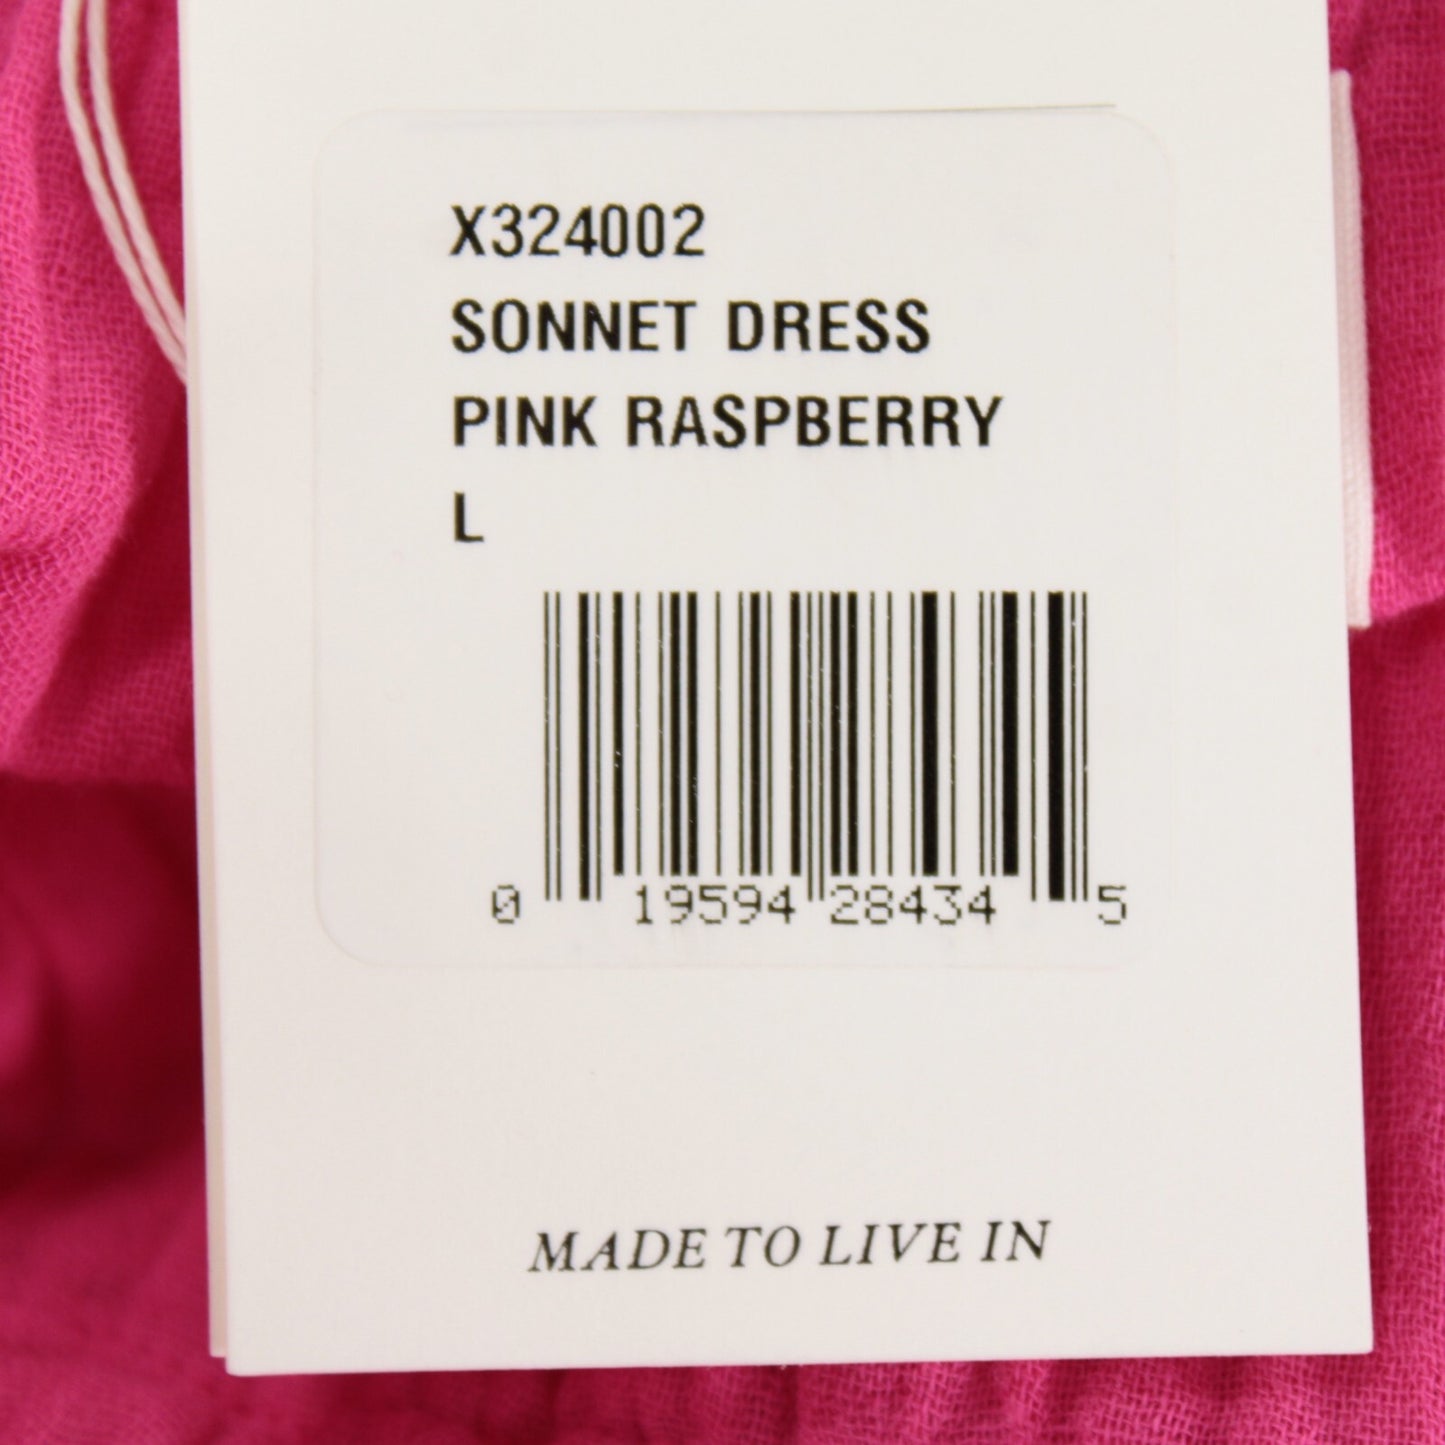 X324002
SONNET DRESS
PINK RASPBERRY
L
0 19594 28434 5
MADE TO LIVE IN